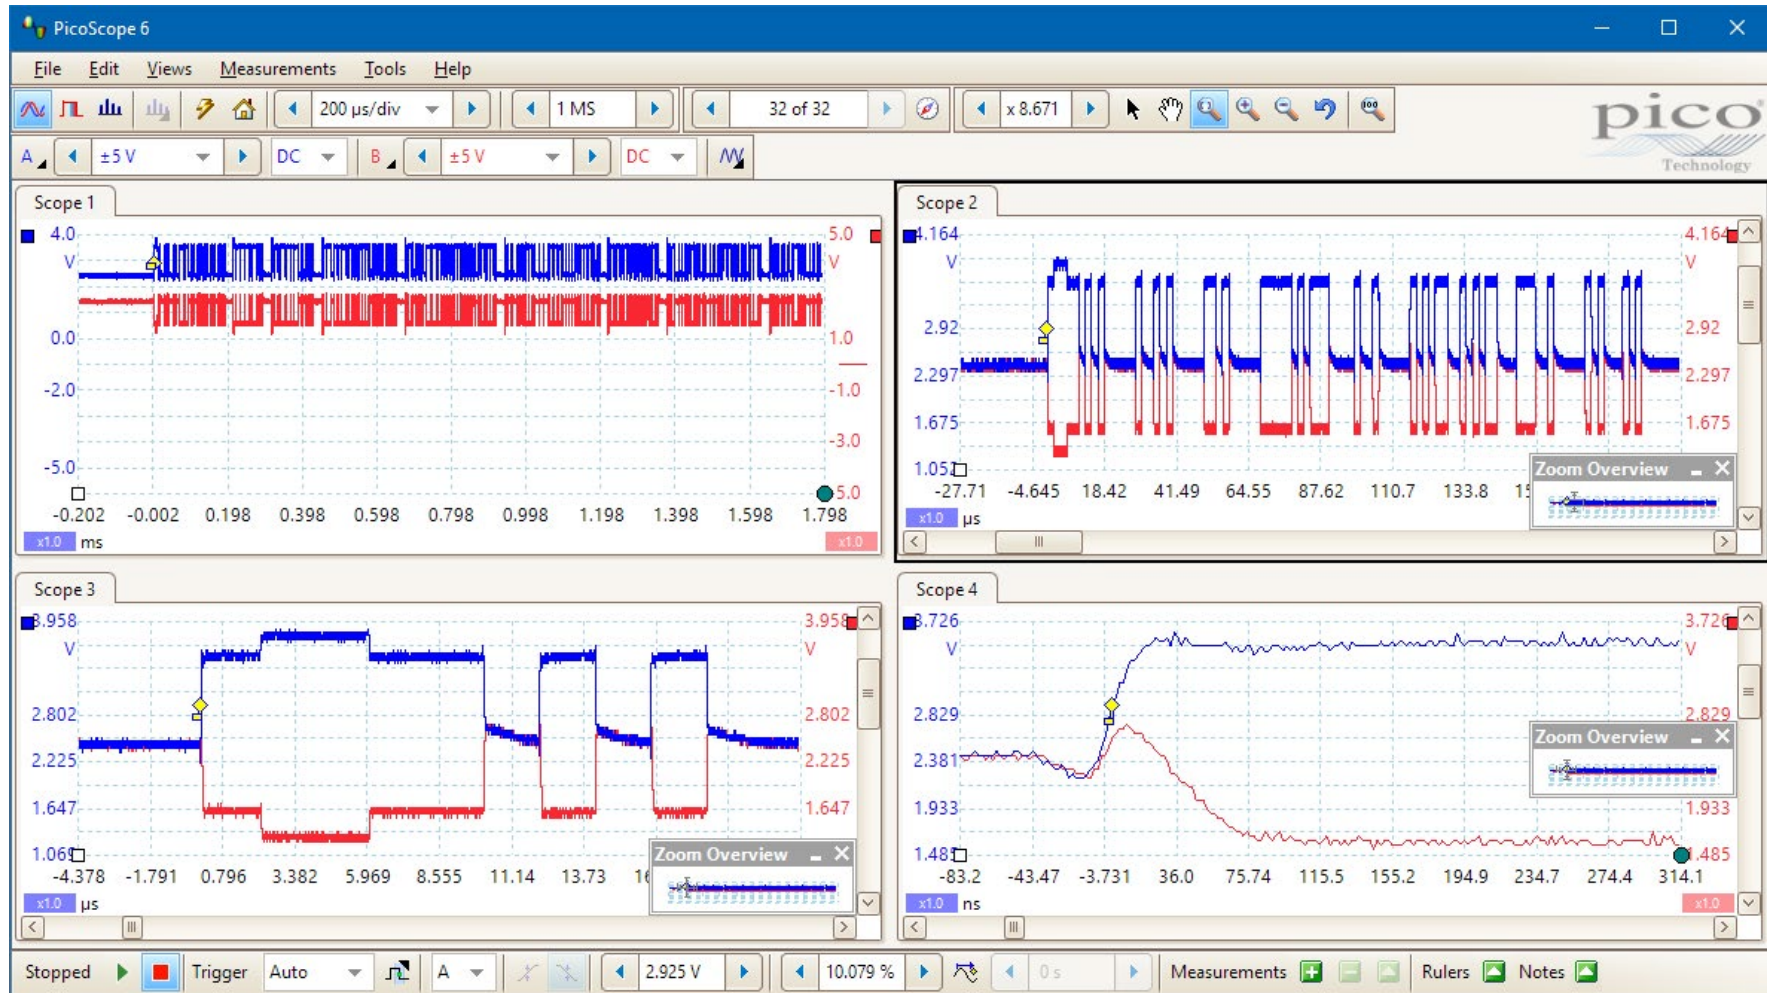 PicoScope 6
File Edit Views Measurements Tools Help
200 µs/div 1 MS 32 of 32 x 8.671
pico
Technology
A ±5 V DC B ±5 V DC
Scope 1
4.0 5.0
V V
0.0 1.0
-2.0 -1.0
-3.0
-5.0 5.0
-0.202 -0.002 0.198 0.398 0.598 0.798 0.998 1.198 1.398 1.598 1.798
x1.0 ms x1.0
Scope 2
4.164 4.164
V V
2.92 2.92
2.297 2.297
1.675 1.675
1.052
Zoom Overview
-27.71 -4.645 18.42 41.49 64.55 87.62 110.7 133.8
x1.0 µs
Scope 3
3.958 3.958
V V
2.802 2.802
2.225 2.225
1.647 1.647
1.069
Zoom Overview
-4.378 -1.791 0.796 3.382 5.969 8.555 11.14 13.73
x1.0 µs
Scope 4
3.726 3.726
V V
2.829 2.829
Zoom Overview
2.381
1.933 1.933
1.485 1.485
-83.2 -43.47 -3.731 36.0 75.74 115.5 155.2 194.9 234.7 274.4 314.1
x1.0 ns x1.0
Stopped Trigger Auto A 2.925 V 10.079 % 0 s Measurements Rulers Notes